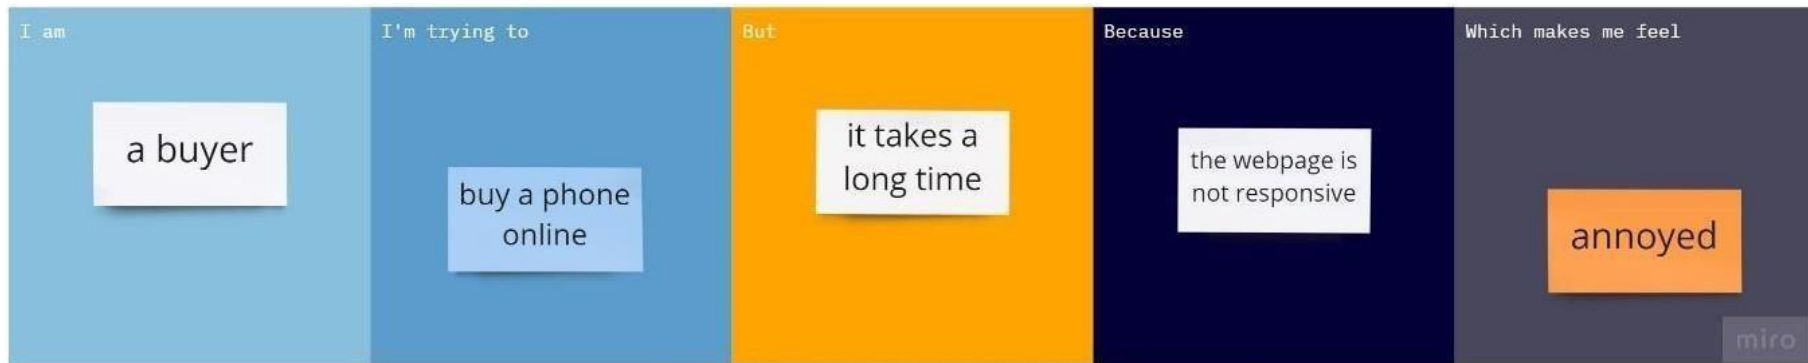 I am
a buyer
I'm trying to
buy a phone
online
But
it takes a
long time
Because
the webpage is
not responsive
Which makes me feel
annoyed
miro